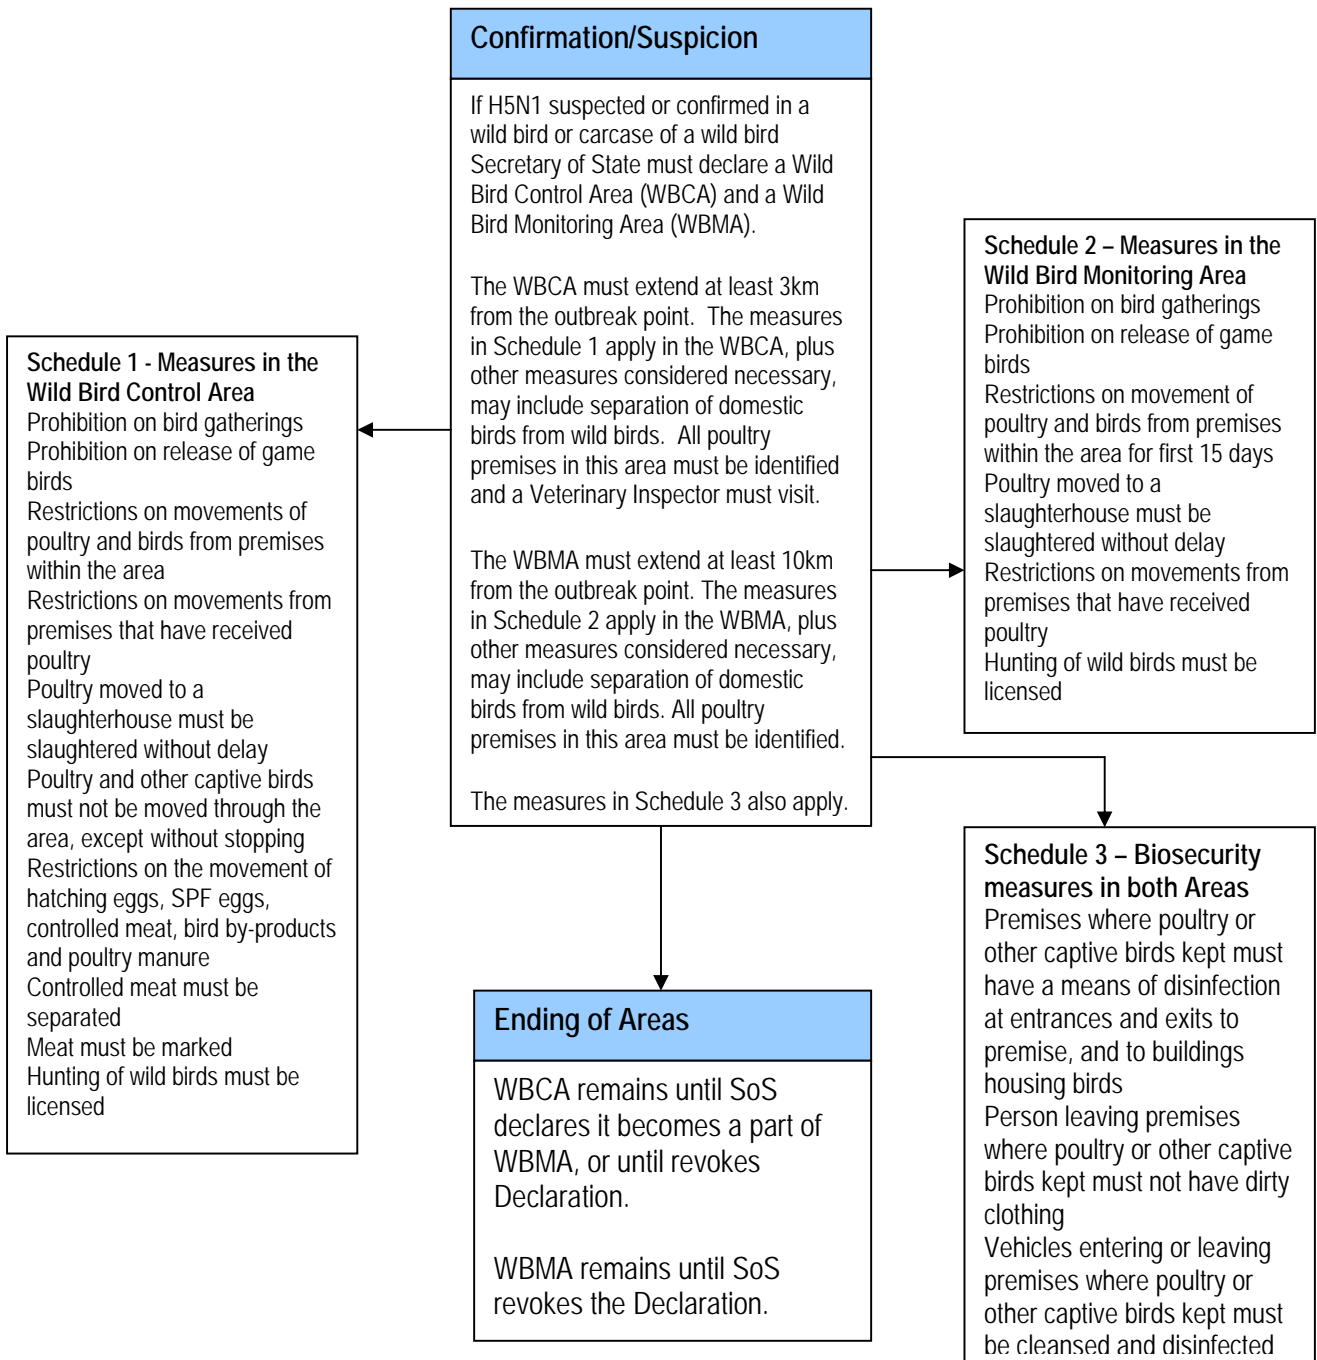 Confirmation/Suspicion
If H5N1 suspected or confirmed in a
wild bird or carcase of a wild bird
Secretary of State must declare a Wild
Bird Control Area (WBCA) and a Wild
Bird Monitoring Area (WBMA).
The WBCA must extend at least 3km
from the outbreak point.  The measures
in Schedule 1 apply in the WBCA, plus
other measures considered necessary,
may include separation of domestic
birds from wild birds.  All poultry
premises in this area must be identified
and a Veterinary Inspector must visit.
The WBMA must extend at least 10km
from the outbreak point. The measures
in Schedule 2 apply in the WBMA, plus
other measures considered necessary,
may include separation of domestic
birds from wild birds. All poultry
premises in this area must be identified.
The measures in Schedule 3 also apply.
Schedule 1 - Measures in the
Wild Bird Control Area
Prohibition on bird gatherings
Prohibition on release of game
birds
Restrictions on movements of
poultry and birds from premises
within the area
Restrictions on movements from
premises that have received
poultry
Poultry moved to a
slaughterhouse must be
slaughtered without delay
Poultry and other captive birds
must not be moved through the
area, except without stopping
Restrictions on the movement of
hatching eggs, SPF eggs,
controlled meat, bird by-products
and poultry manure
Controlled meat must be
separated
Meat must be marked
Hunting of wild birds must be
licensed
Schedule 2 – Measures in the
Wild Bird Monitoring Area
Prohibition on bird gatherings
Prohibition on release of game
birds
Restrictions on movement of
poultry and birds from premises
within the area for first 15 days
Poultry moved to a
slaughterhouse must be
slaughtered without delay
Restrictions on movements from
premises that have received
poultry
Hunting of wild birds must be
licensed
Schedule 3 – Biosecurity
measures in both Areas
Premises where poultry or
other captive birds kept must
have a means of disinfection
at entrances and exits to
premise, and to buildings
housing birds
Person leaving premises
where poultry or other captive
birds kept must not have dirty
clothing
Vehicles entering or leaving
premises where poultry or
other captive birds kept must
be cleansed and disinfected
Ending of Areas
WBCA remains until SoS
declares it becomes a part of
WBMA, or until revokes
Declaration.
WBMA remains until SoS
revokes the Declaration.